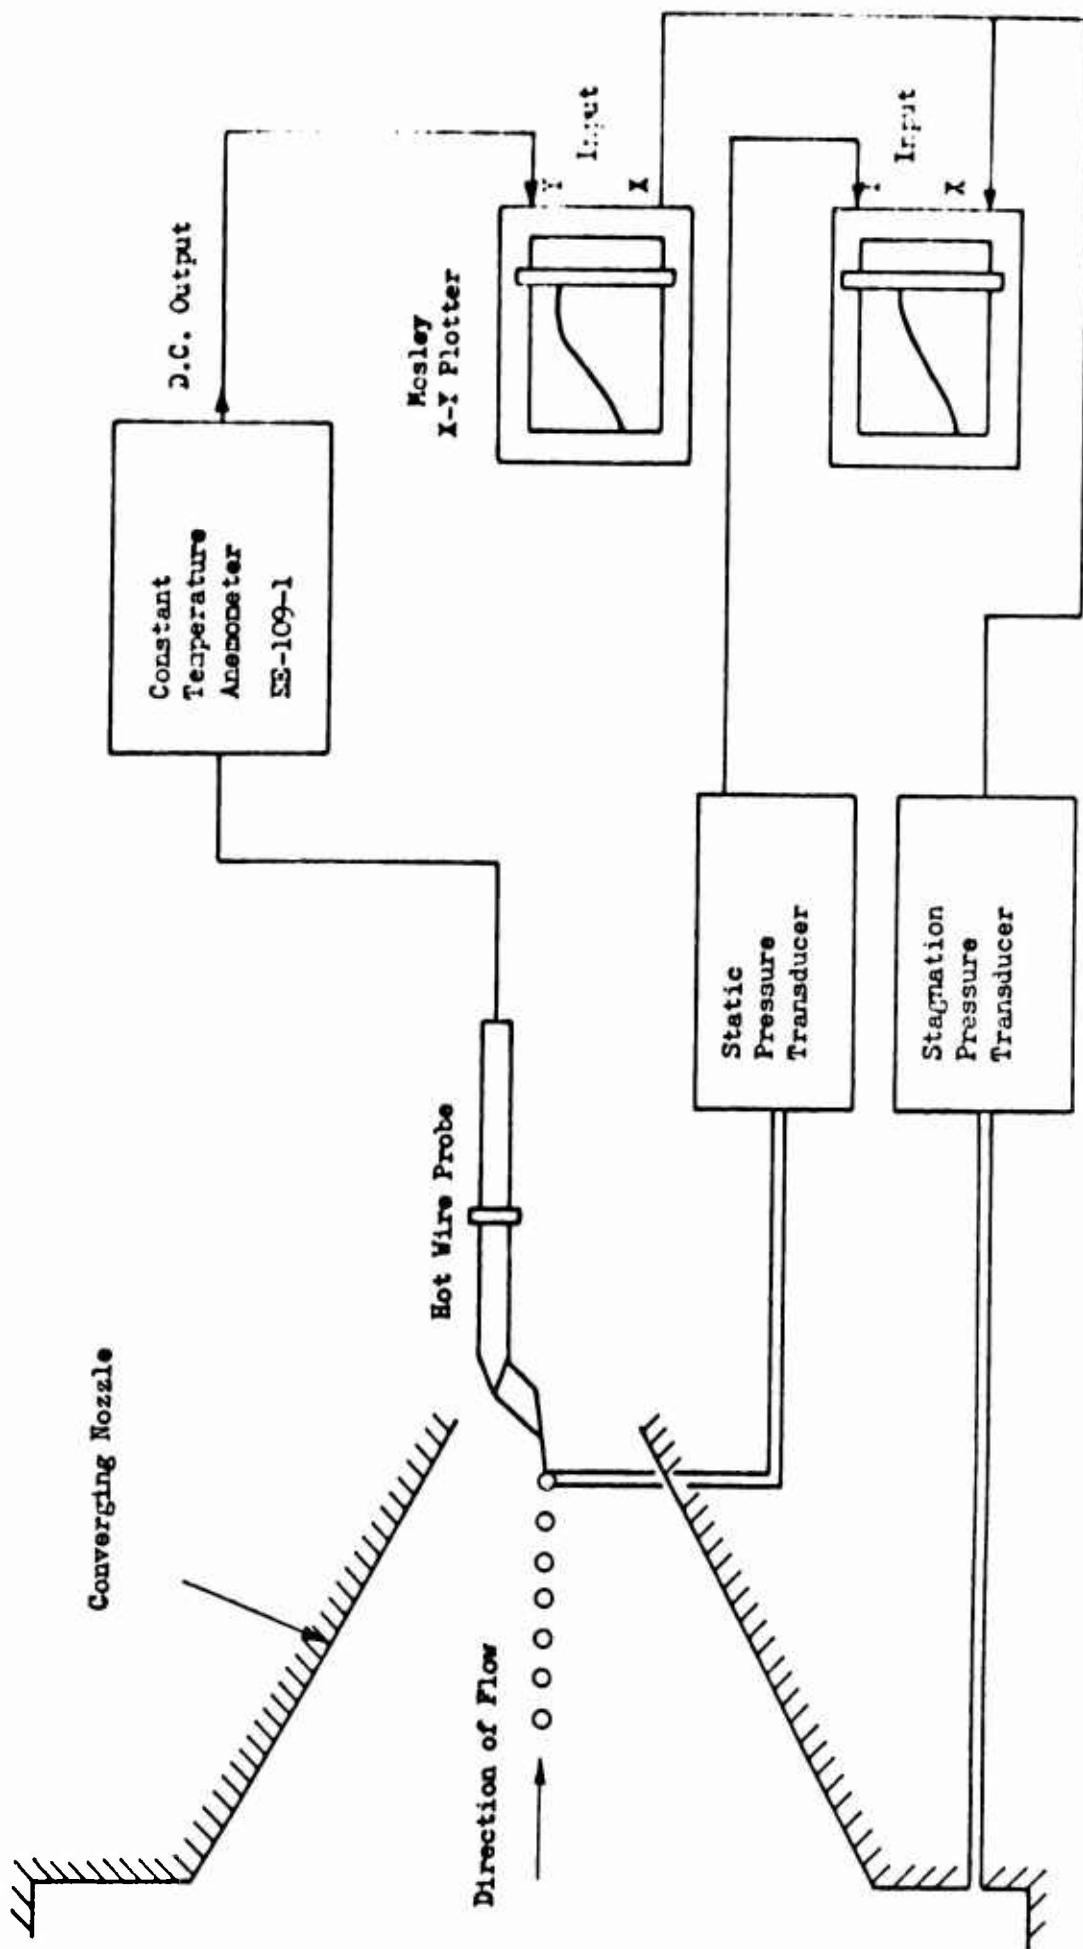 Converging Nozzle
Direction of Flow
Hot Wire Probe
Constant
Temperature
Anemometer
D.C. Output
Static
Pressure
Transducer
Stagnation
Pressure
Transducer
Mosley
X-Y Plotter
Y
Input
X
Y
Input
X